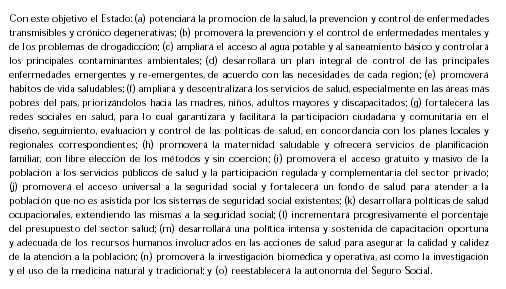 Con este objetivo el Estado: (a) potenciará la promoción de la salud, la prevención y control de enfermedades
transmisibles y crónico degenerativas; (b) promoverá la prevención y el control de enfermedades mentales y
de los problemas de drogadicción; (c) ampliará el acceso al agua potable y al saneamiento básico y controlará
los principales contaminantes ambientales; (d) desarrollará un plan integral de control de las principales
enfermedades emergentes y re-emergentes, de acuerdo con las necesidades de cada región; (e) promoverá
hábitos de vida saludables; (f) ampliará y descentralizará los servicios de salud, especialmente en las áreas más
pobres del país, priorizándolos hacia las madres, niños, adultos mayores y discapacitados; (g) fortalecerá las
redes sociales en salud, para lo cual garantizará y facilitará la participación ciudadana y comunitaria en el
diseño, seguimiento, evaluación y control de las políticas de salud, en concordancia con los planes locales y
regionales correspondientes; (h) promoverá la maternidad saludable y ofrecerá servicios de planificación
familiar, con libre elección de los métodos y sin coerción; (i) promoverá el acceso gratuito y masivo de la
población a los servicios públicos de salud y la participación regulada y complementaria del sector privado;
(j) promoverá el acceso universal a la seguridad social y fortalecerá un fondo de salud para atender a la
población que no es asistida por los sistemas de seguridad social existentes; (k) desarrollará políticas de salud
ocupacionales, extendiendo las mismas a la seguridad social; (l) incrementará progresivamente el porcentaje
del presupuesto del sector salud; (m) desarrollará una política intensa y sostenida de capacitación oportuna
y adecuada de los recursos humanos involucrados en las acciones de salud para asegurar la calidad y calidez
de la atención a la población; (n) promoverá la investigación biomédica y operativa, así como la investigación
y el uso de la medicina natural y tradicional; y (o) reestablecerá la autonomía del Seguro Social.